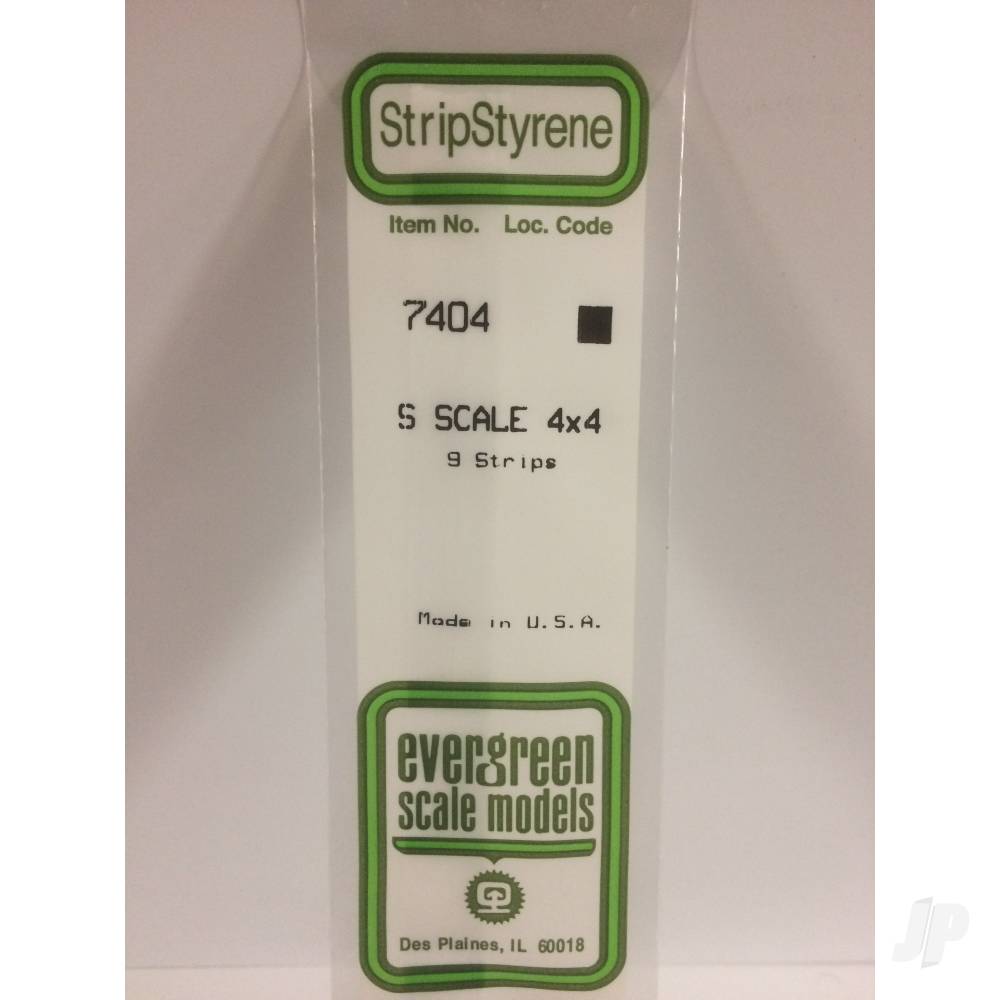 StripStyrene
Item No. Loc. Code
7404
S SCALE 4x4
9 Strips
Made in U.S.A.
evergreen
scale models
Des Plaines, IL 60018
JP